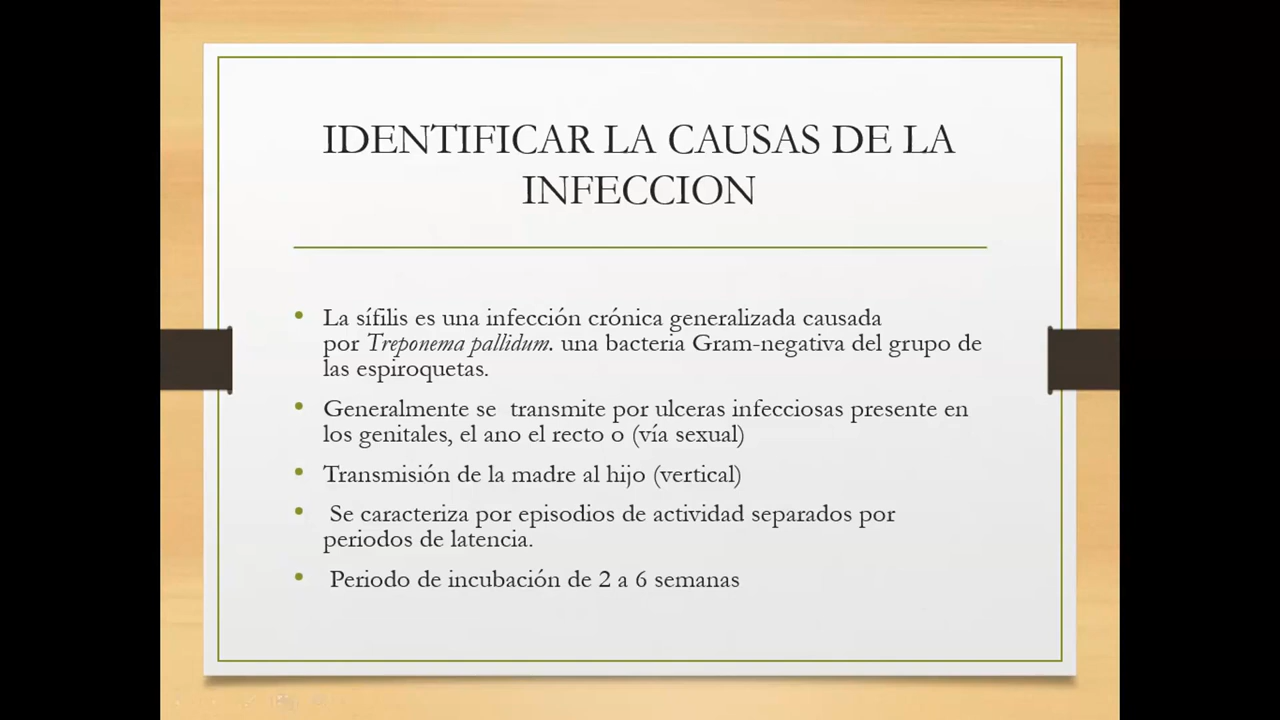 IDENTIFICAR LA CAUSAS DE LA
INFECCION
• La sífilis es una infección crónica generalizada causada
por Treponema pallidum. una bacteria Gram-negativa del grupo de
las espiroquetas.
• Generalmente se  transmite por ulceras infecciosas presente en
los genitales, el ano el recto o (vía sexual)
• Transmisión de la madre al hijo (vertical)
• Se caracteriza por episodios de actividad separados por
periodos de latencia.
• Periodo de incubación de 2 a 6 semanas